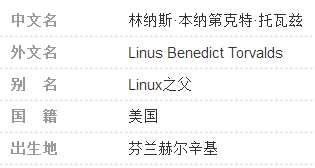 中文名 林纳斯·本纳第克特·托瓦兹
外文名 Linus Benedict Torvalds
别 名 Linux之父
国 籍 美国
出生地 芬兰赫尔辛基